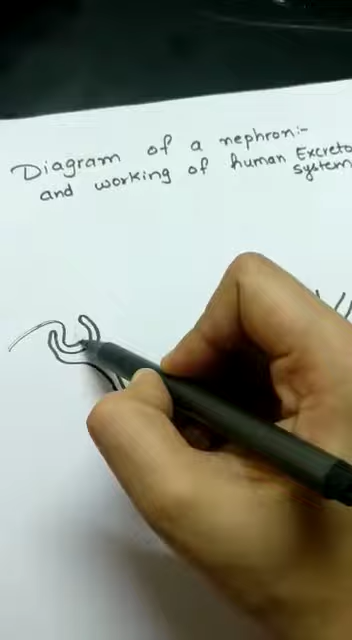 Diagram of a nephron:-
and working of human Excreto
system